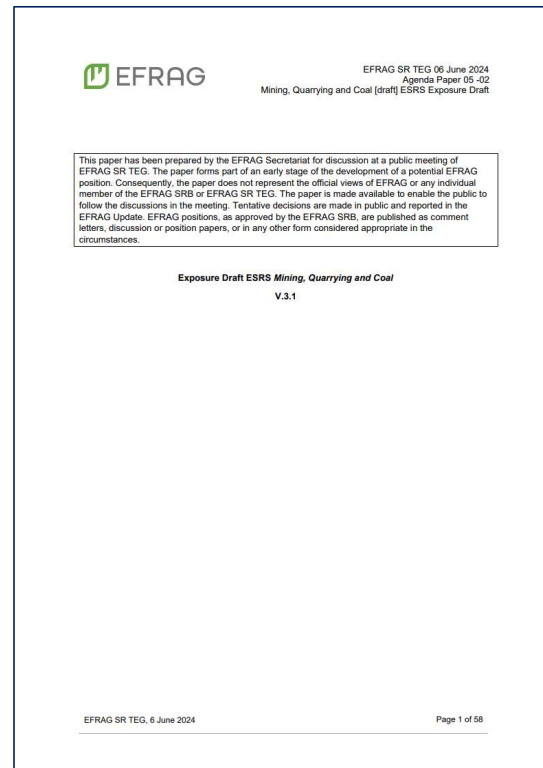 EFRAG
EFRAG SR TEG 06 June 2024
Agenda Paper 05 -02
Mining, Quarrying and Coal [draft] ESRS Exposure Draft
This paper has been prepared by the EFRAG Secretariat for discussion at a public meeting of
EFRAG SR TEG. The paper forms part of an early stage of the development of a potential EFRAG
position. Consequently, the paper does not represent the official views of EFRAG or any individual
member of the EFRAG SRB or EFRAG SR TEG. The paper is made available to enable the public to
follow the discussions in the meeting. Tentative decisions are made in public and reported in the
EFRAG Update. EFRAG positions, as approved by the EFRAG SRB, are published as comment
letters, discussion or position papers, or in any other form considered appropriate in the
circumstances.
Exposure Draft ESRS Mining, Quarrying and Coal
V.3.1
EFRAG SR TEG, 6 June 2024
Page 1 of 58